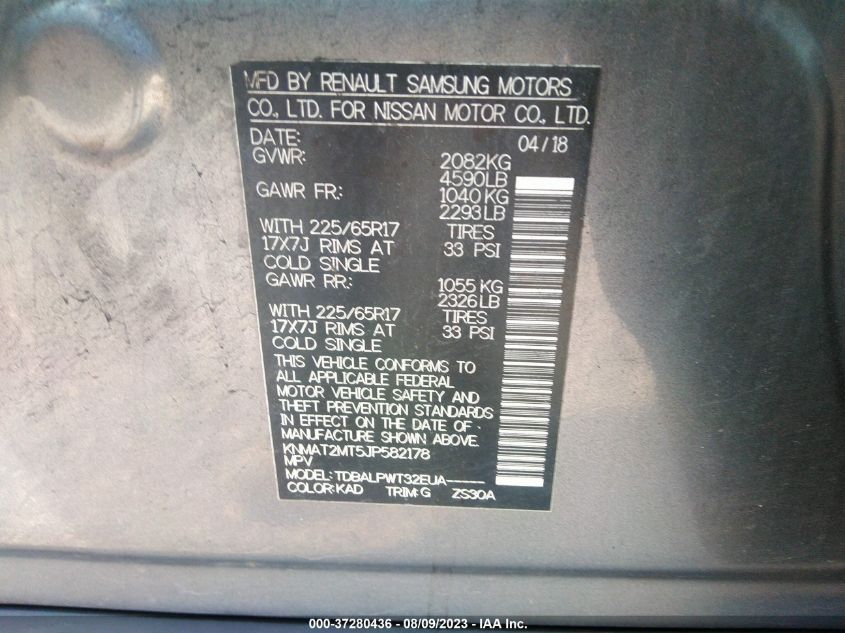 MFD BY RENAULT SAMSUNG MOTORS
CO., LTD. FOR NISSAN MOTOR CO., LTD.
DATE: 04/18
GVWR: 2082KG
4590LB
GAWR FR.: 1040KG
2293LB
WITH 225/65R17 TIRES
17X7J RIMS AT 33 PSI
COLD SINGLE
GAWR RR.: 1055KG
2326LB
WITH 225/65R17 TIRES
17X7J RIMS AT 33 PSI
COLD SINGLE
THIS VEHICLE CONFORMS TO
ALL APPLICABLE FEDERAL
MOTOR VEHICLE SAFETY AND
THEFT PREVENTION STANDARDS
IN EFFECT ON THE DATE OF
MANUFACTURE SHOWN ABOVE.
KNMAT2MT5JP582178
MPV
MODEL: TDBALPWT32EUA-----
COLOR: KAD TRIM: G ZS30A
000-37280436 - 08/09/2023 - IAA Inc.